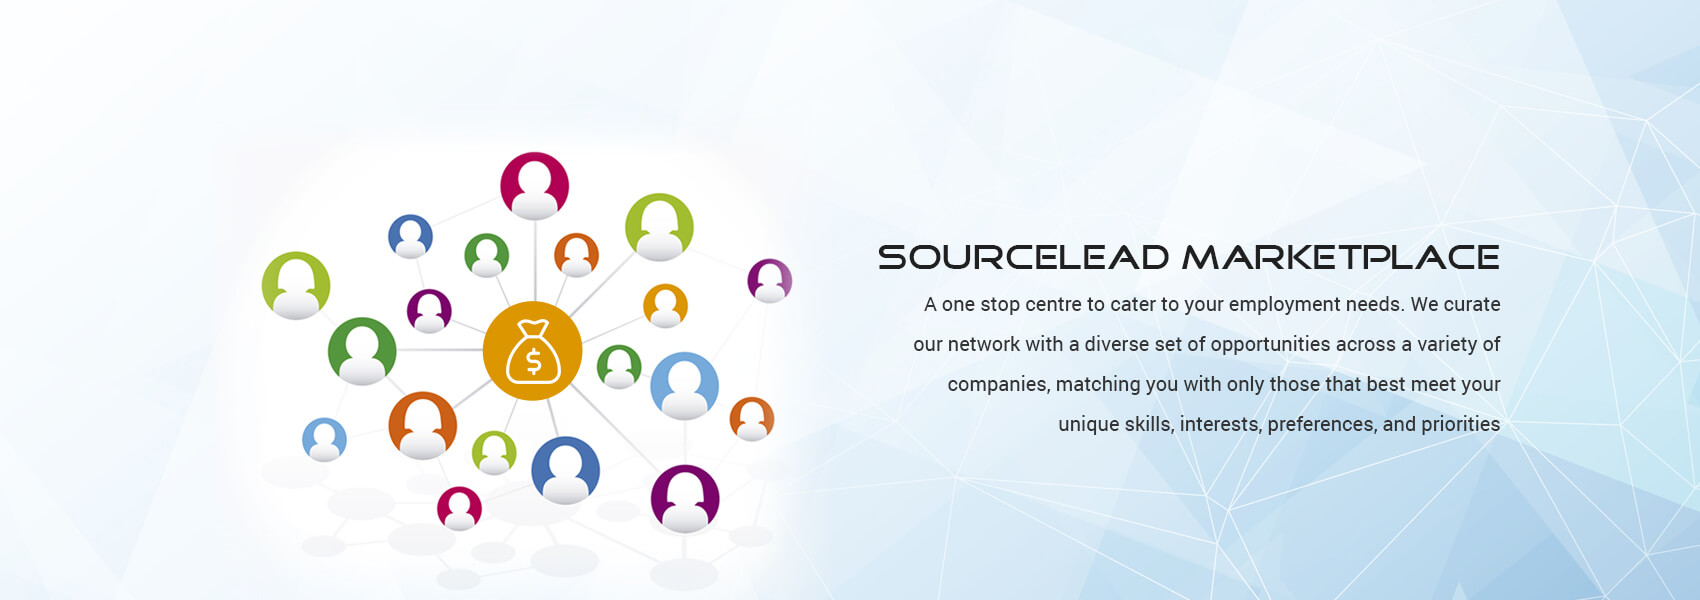 SOURCELEAD MARKETPLACE
A one stop centre to cater to your employment needs. We curate
our network with a diverse set of opportunities across a variety of
companies, matching you with only those that best meet your
unique skills, interests, preferences, and priorities
$